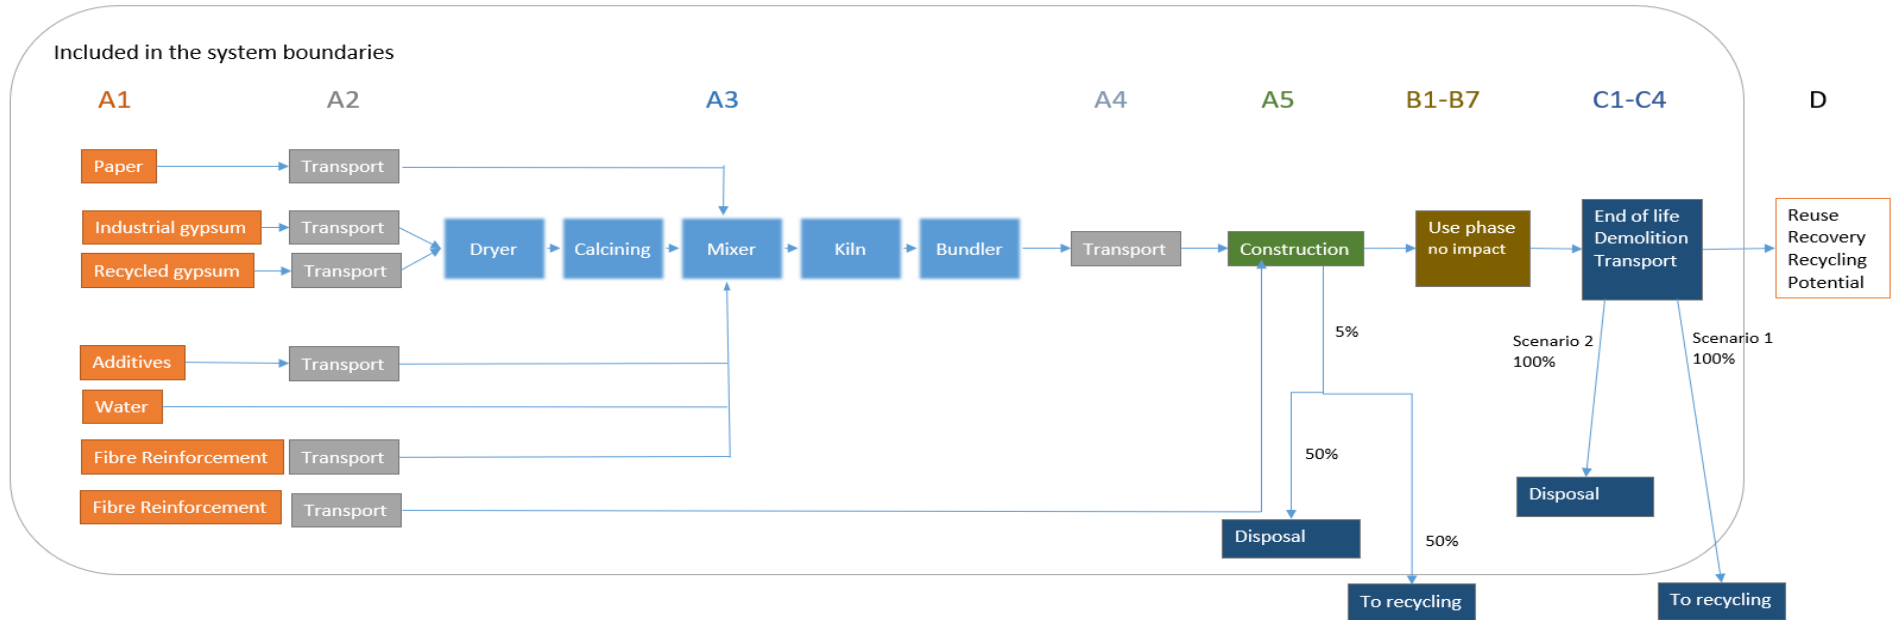 Included in the system boundaries
A1 A2 A3 A4 A5 B1-B7 C1-C4 D
Paper Transport
Industrial gypsum Transport
Recycled gypsum Transport
Dryer Calcining Mixer Kiln Bundler Transport Construction
Use phase
no impact
End of life
Demolition
Transport
Reuse
Recovery
Recycling
Potential
5%
Scenario 2
100%
Scenario 1
100%
Additives Transport
Water
Fibre Reinforcement Transport
50%
Disposal
Fibre Reinforcement Transport
Disposal
50%
To recycling
To recycling